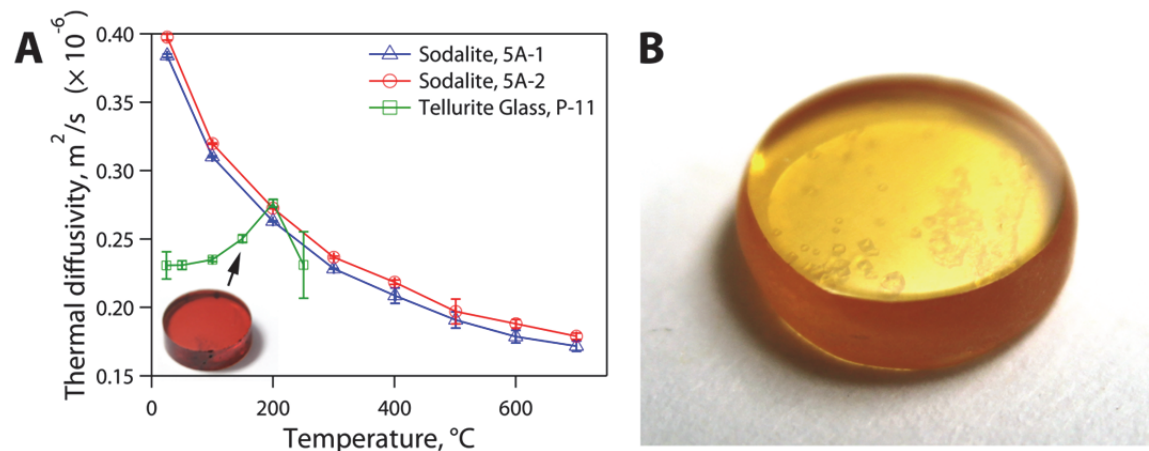 A
Thermal diffusivity, m²/s (× 10⁻⁶)
0.40
0.35
0.30
0.25
0.20
0.15
0
200
400
600
Temperature, °C
Sodalite, 5A-1
Sodalite, 5A-2
Tellurite Glass, P-11
B